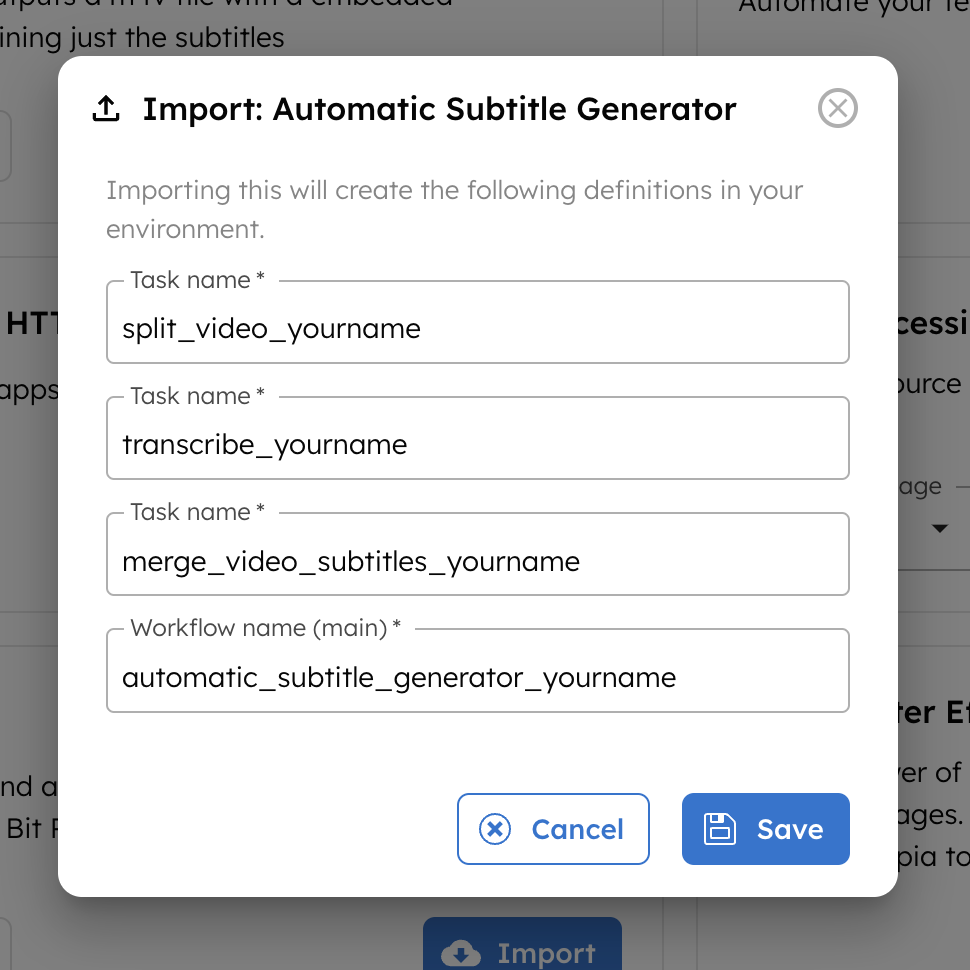 ining just the subtitles
Automate your
Import: Automatic Subtitle Generator
Importing this will create the following definitions in your
environment.
Task name *
split_video_yourname
HTT
cessi
apps
ource
Task name *
transcribe_yourname
age
Task name *
merge_video_subtitles_yourname
Workflow name (main) *
automatic_subtitle_generator_yourname
ter
nd a
ver of
Bit
ages.
Cancel
Save
pia to
Import